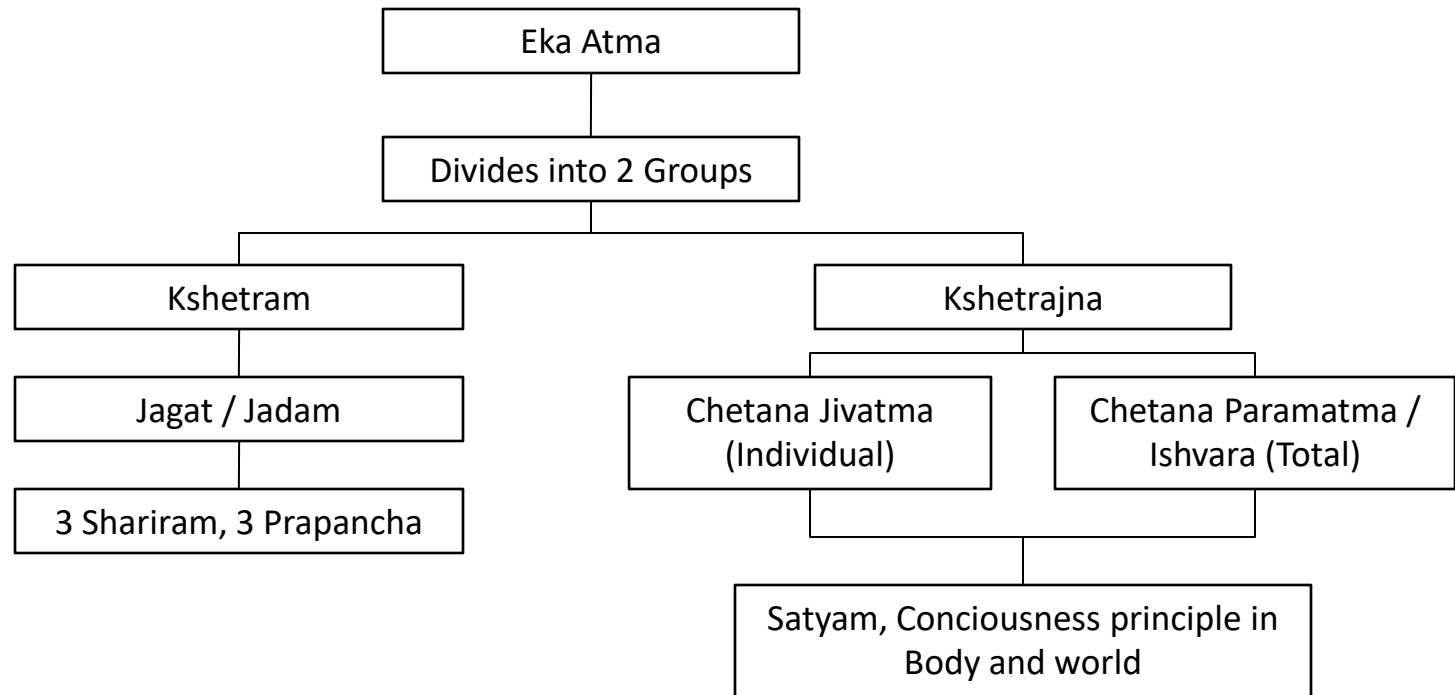 Eka Atma
Divides into 2 Groups
Kshetram
Kshetrajna
Jagat / Jadam
Chetana Jivatma
(Individual)
Chetana Paramatma /
Ishvara (Total)
3 Shariram, 3 Prapancha
Satyam, Conciousness principle in
Body and world